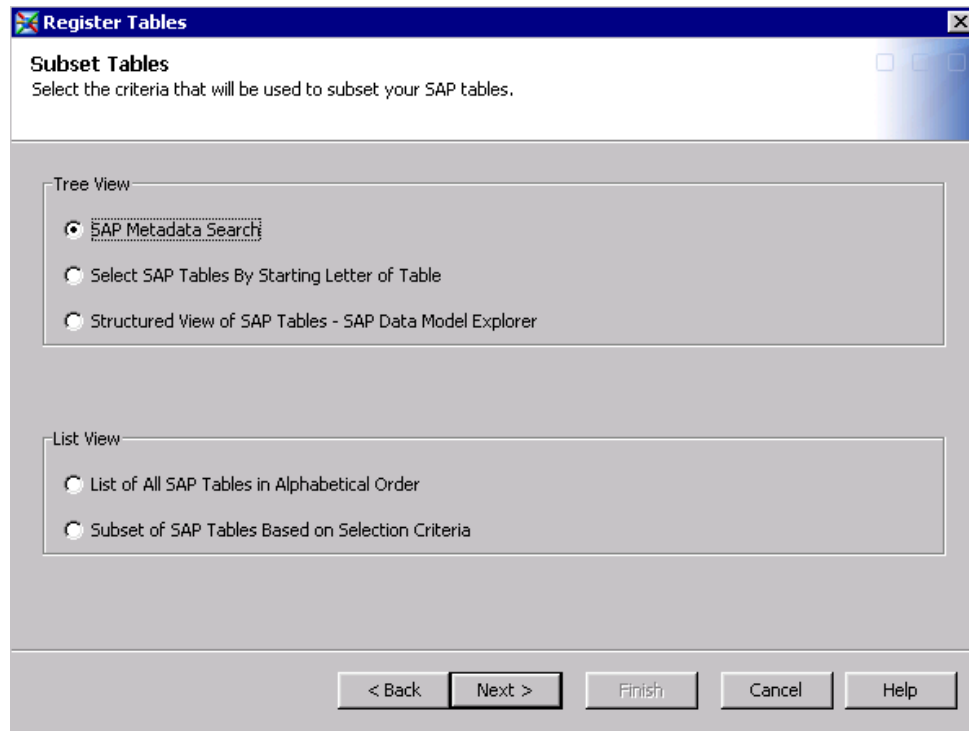 Register Tables
Subset Tables
Select the criteria that will be used to subset your SAP tables.
Tree View
SAP Metadata Search
Select SAP Tables By Starting Letter of Table
Structured View of SAP Tables - SAP Data Model Explorer
List View
List of All SAP Tables in Alphabetical Order
Subset of SAP Tables Based on Selection Criteria
< Back Next > Finish Cancel Help